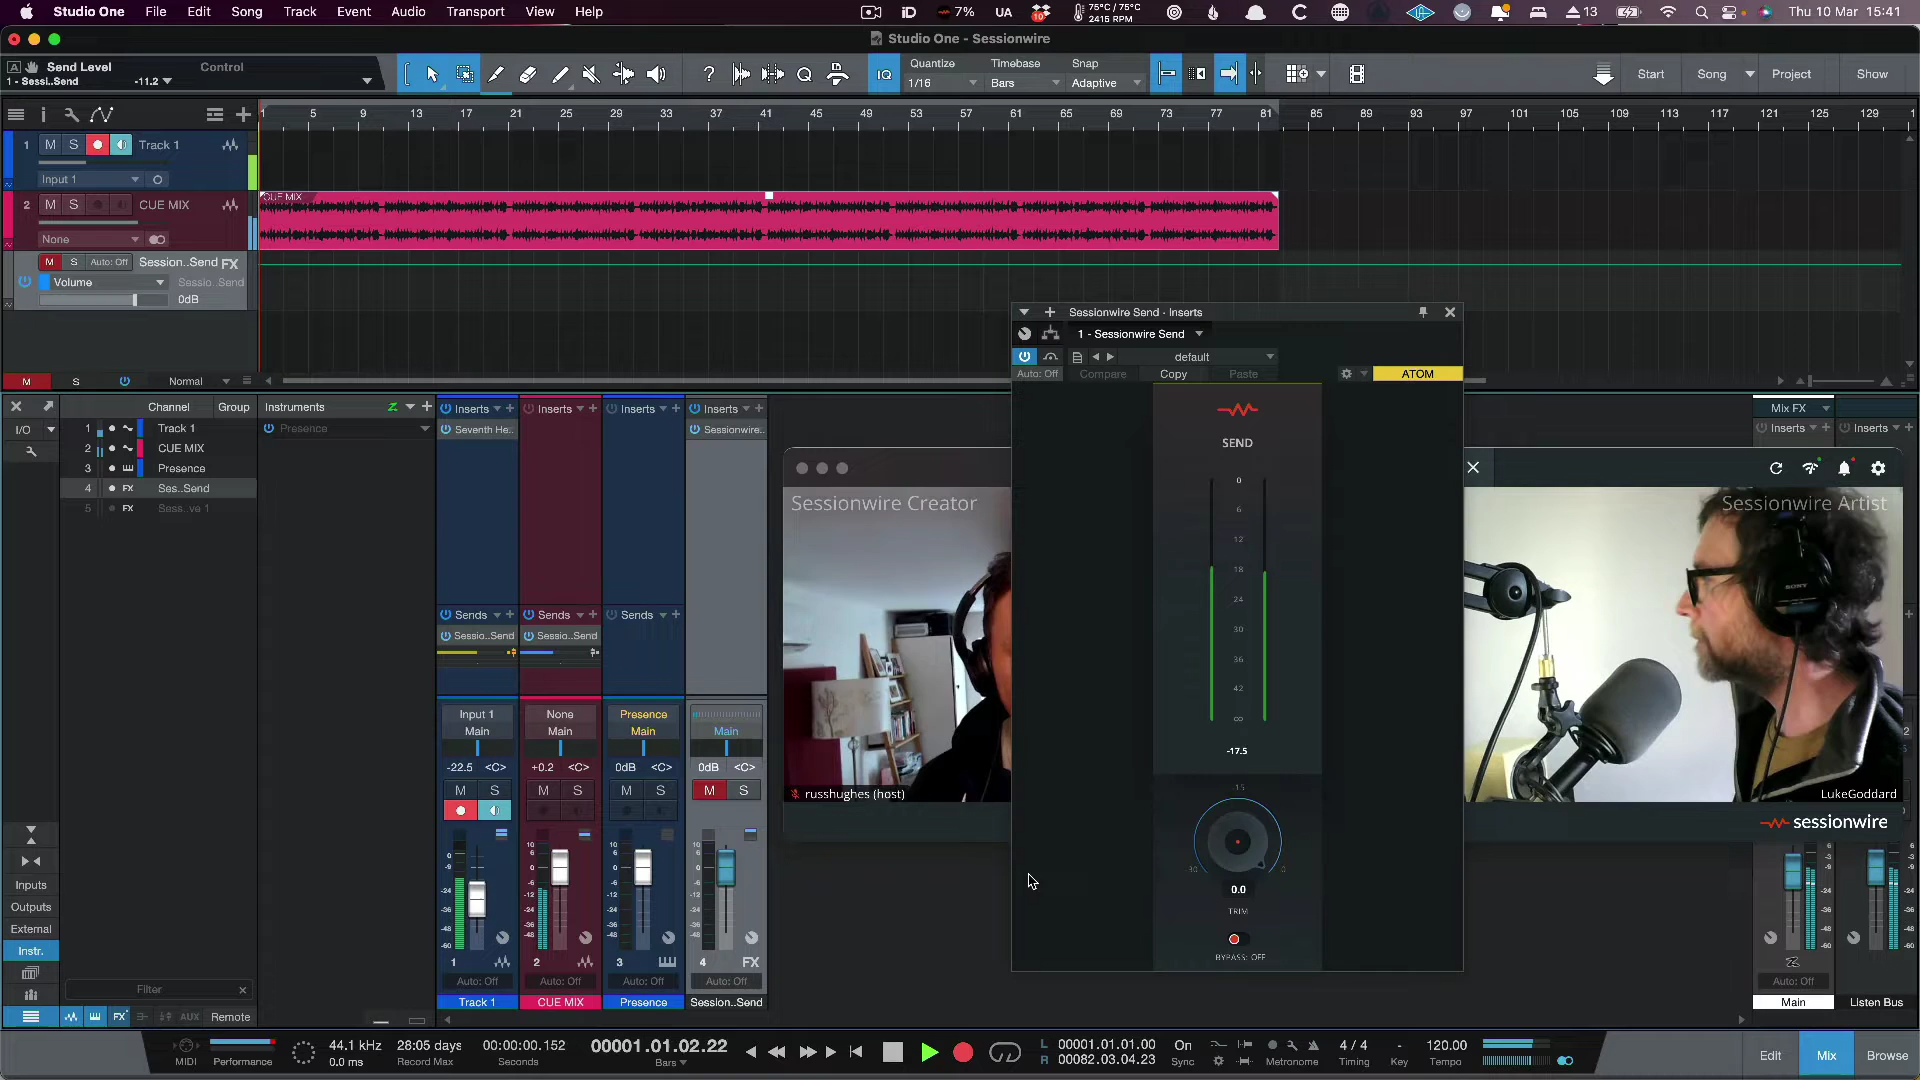 Studio One File Edit Song Track Event Audio Transport View Help
7% UA 10 75°C / 75°C 2415 RPM 13 Thu 10 Mar 15:41
Studio One - Sessionwire
A Send Level Control
1 - Sessi..Send -11.2
IQ Quantize Timebase Snap
1/16 Bars Adaptive
Start Song Project Show
1 5 9 13 17 21 25 29 33 37 41 45 49 53 57 61 65 69 73 77 81 85 89 93 97 101 105 109 113 117 121 125 129 132
1 M S Track 1
Input 1
2 M S CUE MIX
None
CUE MIX
M S Auto: Off Session..Send FX
Volume Sessio..Send
0dB
M S Normal
Sessionwire Send - Inserts
1 - Sessionwire Send
default
Auto: Off Compare Copy Paste ATOM
SEND
0
6
12
18
24
30
36
42
∞
-17.5
-15
-30 0
0.0
TRIM
BYPASS: OFF
Channel Group Instruments
I/O
1 Track 1
2 CUE MIX
3 Presence
4 FX Ses..Send
5 FX Sess..ve 1
Presence
Inserts Inserts Inserts Inserts
Seventh He.. Sessionwire..
Sends Sends Sends
Sessio..Send Sessio..Send
Input 1 None Presence
Main Main Main Main
-22.5 <C> +0.2 <C> 0dB <C> 0dB <C>
M S M S M S M S
1 2 3 4 FX
Auto: Off Auto: Off Auto: Off Auto: Off
Track 1 CUE MIX Presence Session..Send
Inputs
Outputs
External
Instr.
Filter
FX AUX Remote
Sessionwire Creator
russhughes (host)
Sessionwire Artist
SONY
LukeGoddard
sessionwire
Mix FX
Inserts Inserts
Auto: Off
Main Listen Bus
MIDI Performance
44.1 kHz
0.0 ms
28:05 days
Record Max
00:00:00.152
Seconds
00001.01.02.22
Bars
L 00001.01.01.00
R 00082.03.04.23
On
Sync
Metronome
4 / 4
Timing
-
Key
120.00
Tempo
Edit Mix Browse